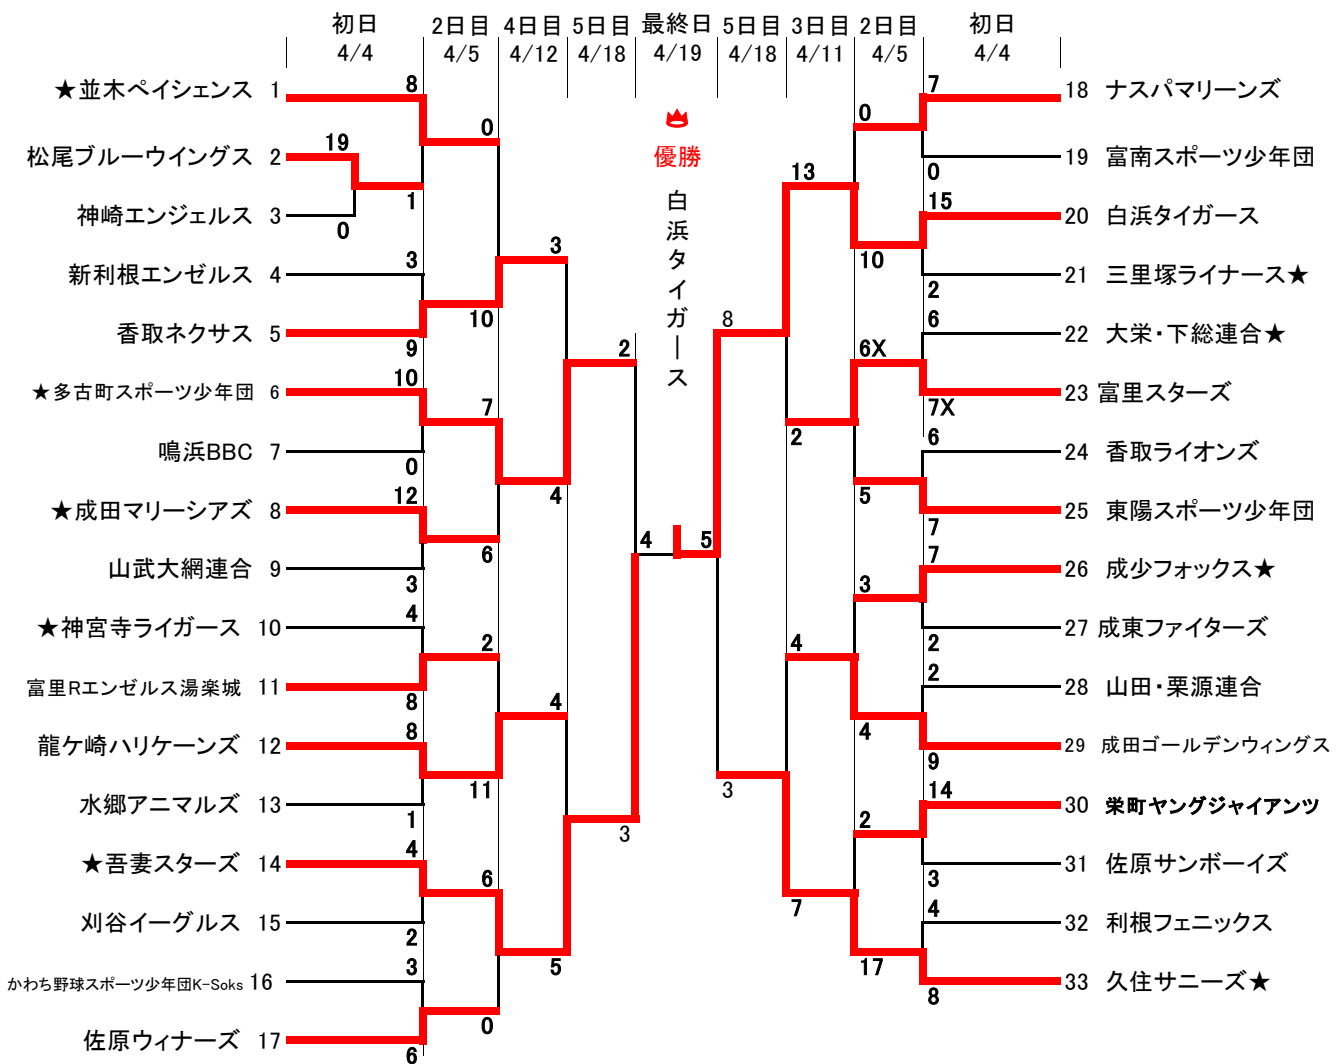 初日 2日目 4日目 5日目 最終日 5日目 3日目 2日目 初日
4/4 4/5 4/12 4/18 4/19 4/18 4/11 4/5 4/4
優勝
白浜タイガース
★並木ペイシェンス 1 8
0
松尾ブルーウイングス 2 19
1
神崎エンジェルス 3 0
3
新利根エンゼルス 4 3
10
香取ネクサス 5 9
2
★多古町スポーツ少年団 6 10
7
鳴浜BBC 7 0
4
★成田マリーシアズ 8 12
6
山武大網連合 9 3
4
★神宮寺ライガース 10 4
2
富里Rエンゼルス湯楽城 11 8
4
龍ケ崎ハリケーンズ 12 8
11
水郷アニマルズ 13 1
3
★吾妻スターズ 14 4
6
刈谷イーグルス 15 2
5
かわち野球スポーツ少年団K-Soks 16 3
0
佐原ウィナーズ 17 6
7 18 ナスパマリーンズ
0
0 19 富南スポーツ少年団
13
15 20 白浜タイガース
10
2 21 三里塚ライナース★
8
6 22 大栄・下総連合★
6X
7X 23 富里スターズ
2
6 24 香取ライオンズ
5
7 25 東陽スポーツ少年団
5
7 26 成少フォックス★
3
2 27 成東ファイターズ
4
2 28 山田・栗源連合
4
9 29 成田ゴールデンウィングス
3
14 30 栄町ヤングジャイアンツ
2
3 31 佐原サンボーイズ
7
4 32 利根フェニックス
17
8 33 久住サニーズ★